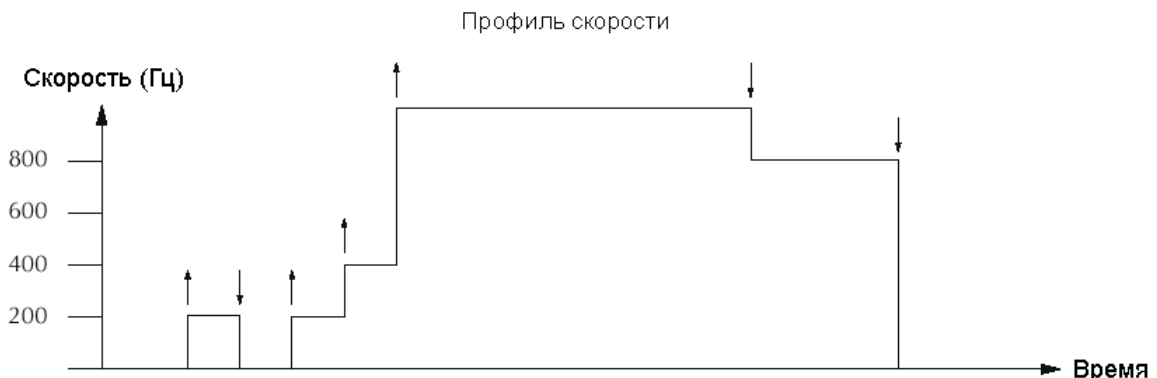 Профиль скорости
Скорость (Гц)
800
600
400
200
Время